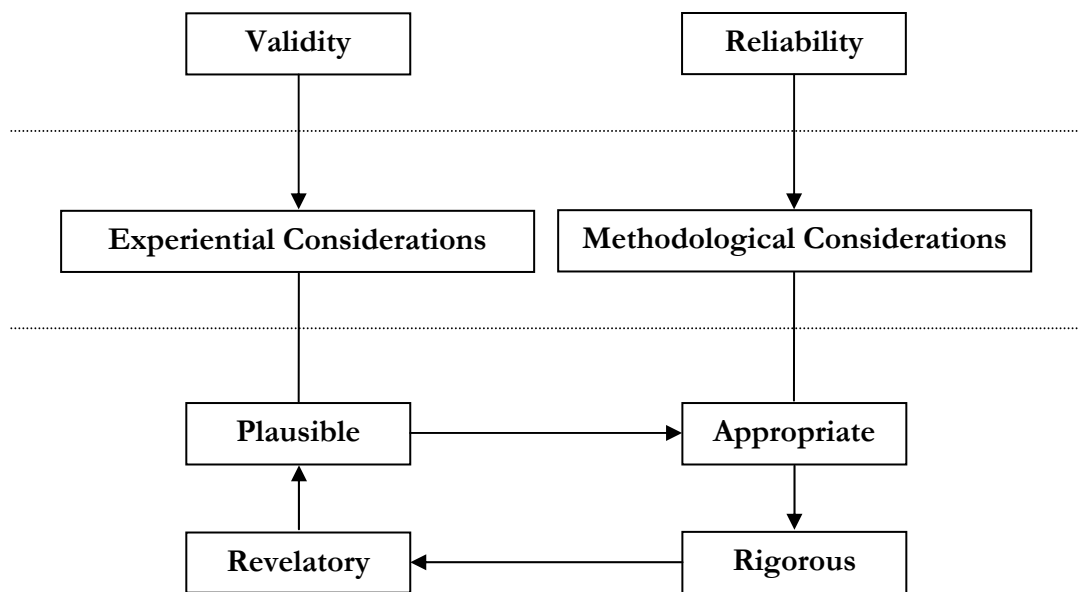 Validity
Reliability
Experiential Considerations
Methodological Considerations
Plausible
Appropriate
Revelatory
Rigorous